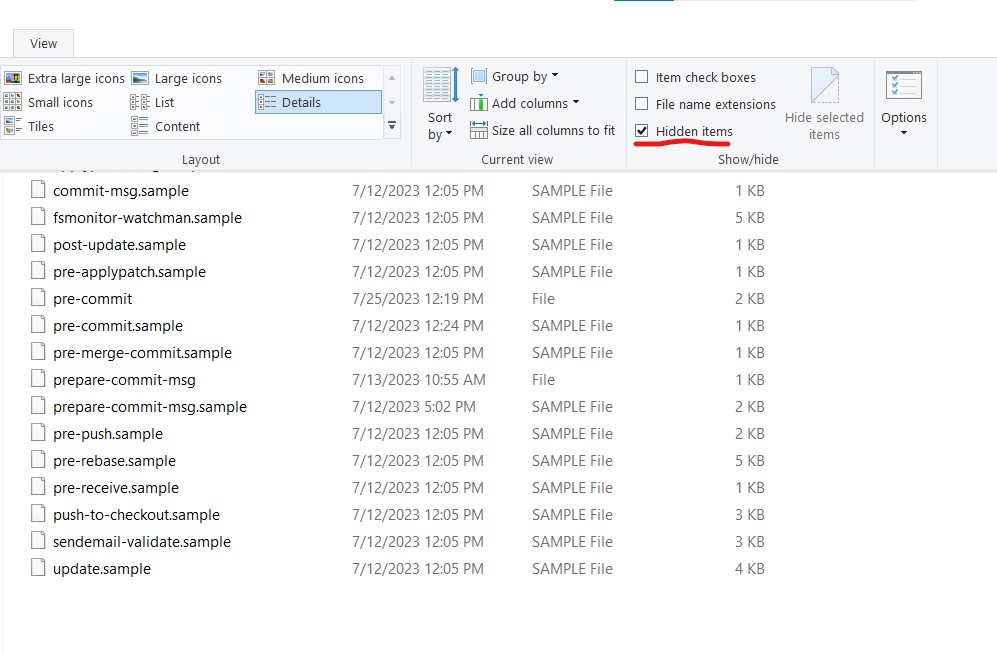 View
Extra large icons
Large icons
Medium icons
Small icons
List
Details
Tiles
Content
Layout
Sort
by
Group by
Add columns
Size all columns to fit
Current view
Item check boxes
File name extensions
Hidden items
Hide selected
items
Show/hide
Options
commit-msg.sample 7/12/2023 12:05 PM SAMPLE File 1 KB
fsmonitor-watchman.sample 7/12/2023 12:05 PM SAMPLE File 5 KB
post-update.sample 7/12/2023 12:05 PM SAMPLE File 1 KB
pre-applypatch.sample 7/12/2023 12:05 PM SAMPLE File 1 KB
pre-commit 7/25/2023 12:19 PM File 2 KB
pre-commit.sample 7/12/2023 12:24 PM SAMPLE File 1 KB
pre-merge-commit.sample 7/12/2023 12:05 PM SAMPLE File 1 KB
prepare-commit-msg 7/13/2023 10:55 AM File 1 KB
prepare-commit-msg.sample 7/12/2023 5:02 PM SAMPLE File 2 KB
pre-push.sample 7/12/2023 12:05 PM SAMPLE File 2 KB
pre-rebase.sample 7/12/2023 12:05 PM SAMPLE File 5 KB
pre-receive.sample 7/12/2023 12:05 PM SAMPLE File 1 KB
push-to-checkout.sample 7/12/2023 12:05 PM SAMPLE File 3 KB
sendemail-validate.sample 7/12/2023 12:05 PM SAMPLE File 3 KB
update.sample 7/12/2023 12:05 PM SAMPLE File 4 KB